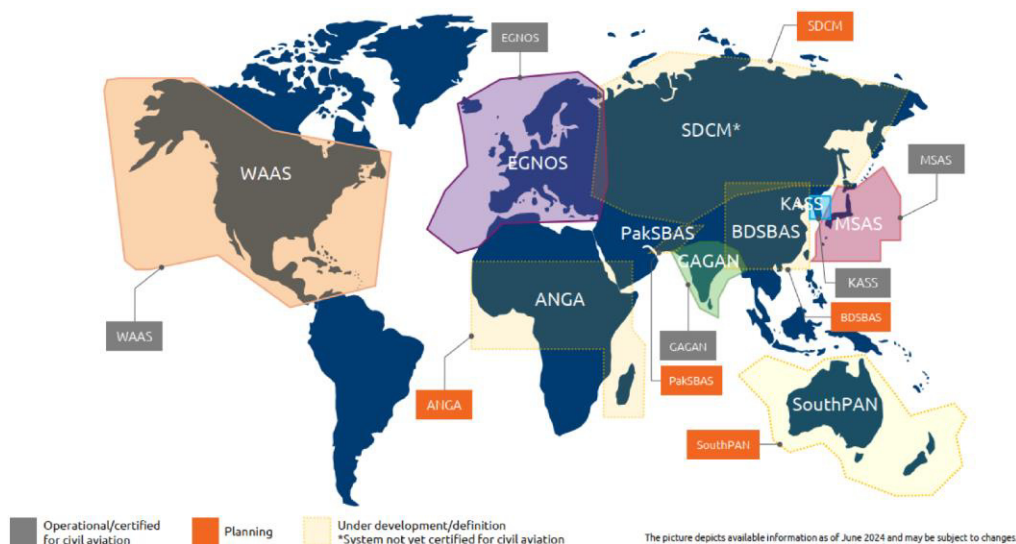 SDCM
EGNOS
SDCM*
MSAS
WAAS
EGNOS
KASS
PakSBAS
BDSBAS
MSAS
GAGAN
KASS
ANGA
BDSBAS
WAAS
GAGAN
PakSBAS
ANGA
SouthPAN
SouthPAN
Operational/certified
for civil aviation
Planning
Under development/definition
*System not yet certified for civil aviation
The picture depicts available information as of June 2024 and may be subject to changes